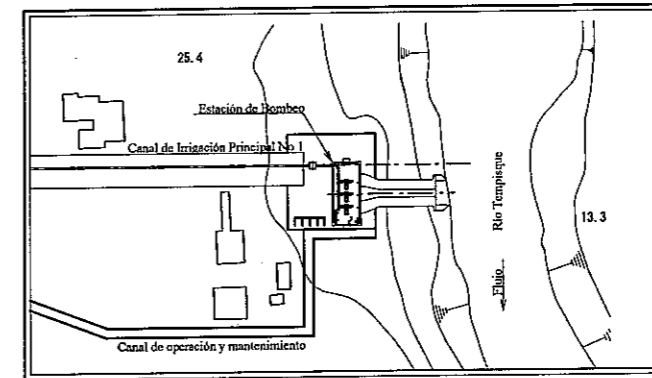 25.4
Estación de Bombeo
Canal de Irrigación Principal No 1
Río Tempisque
13.3
Flujo
Canal de operación y mantenimiento